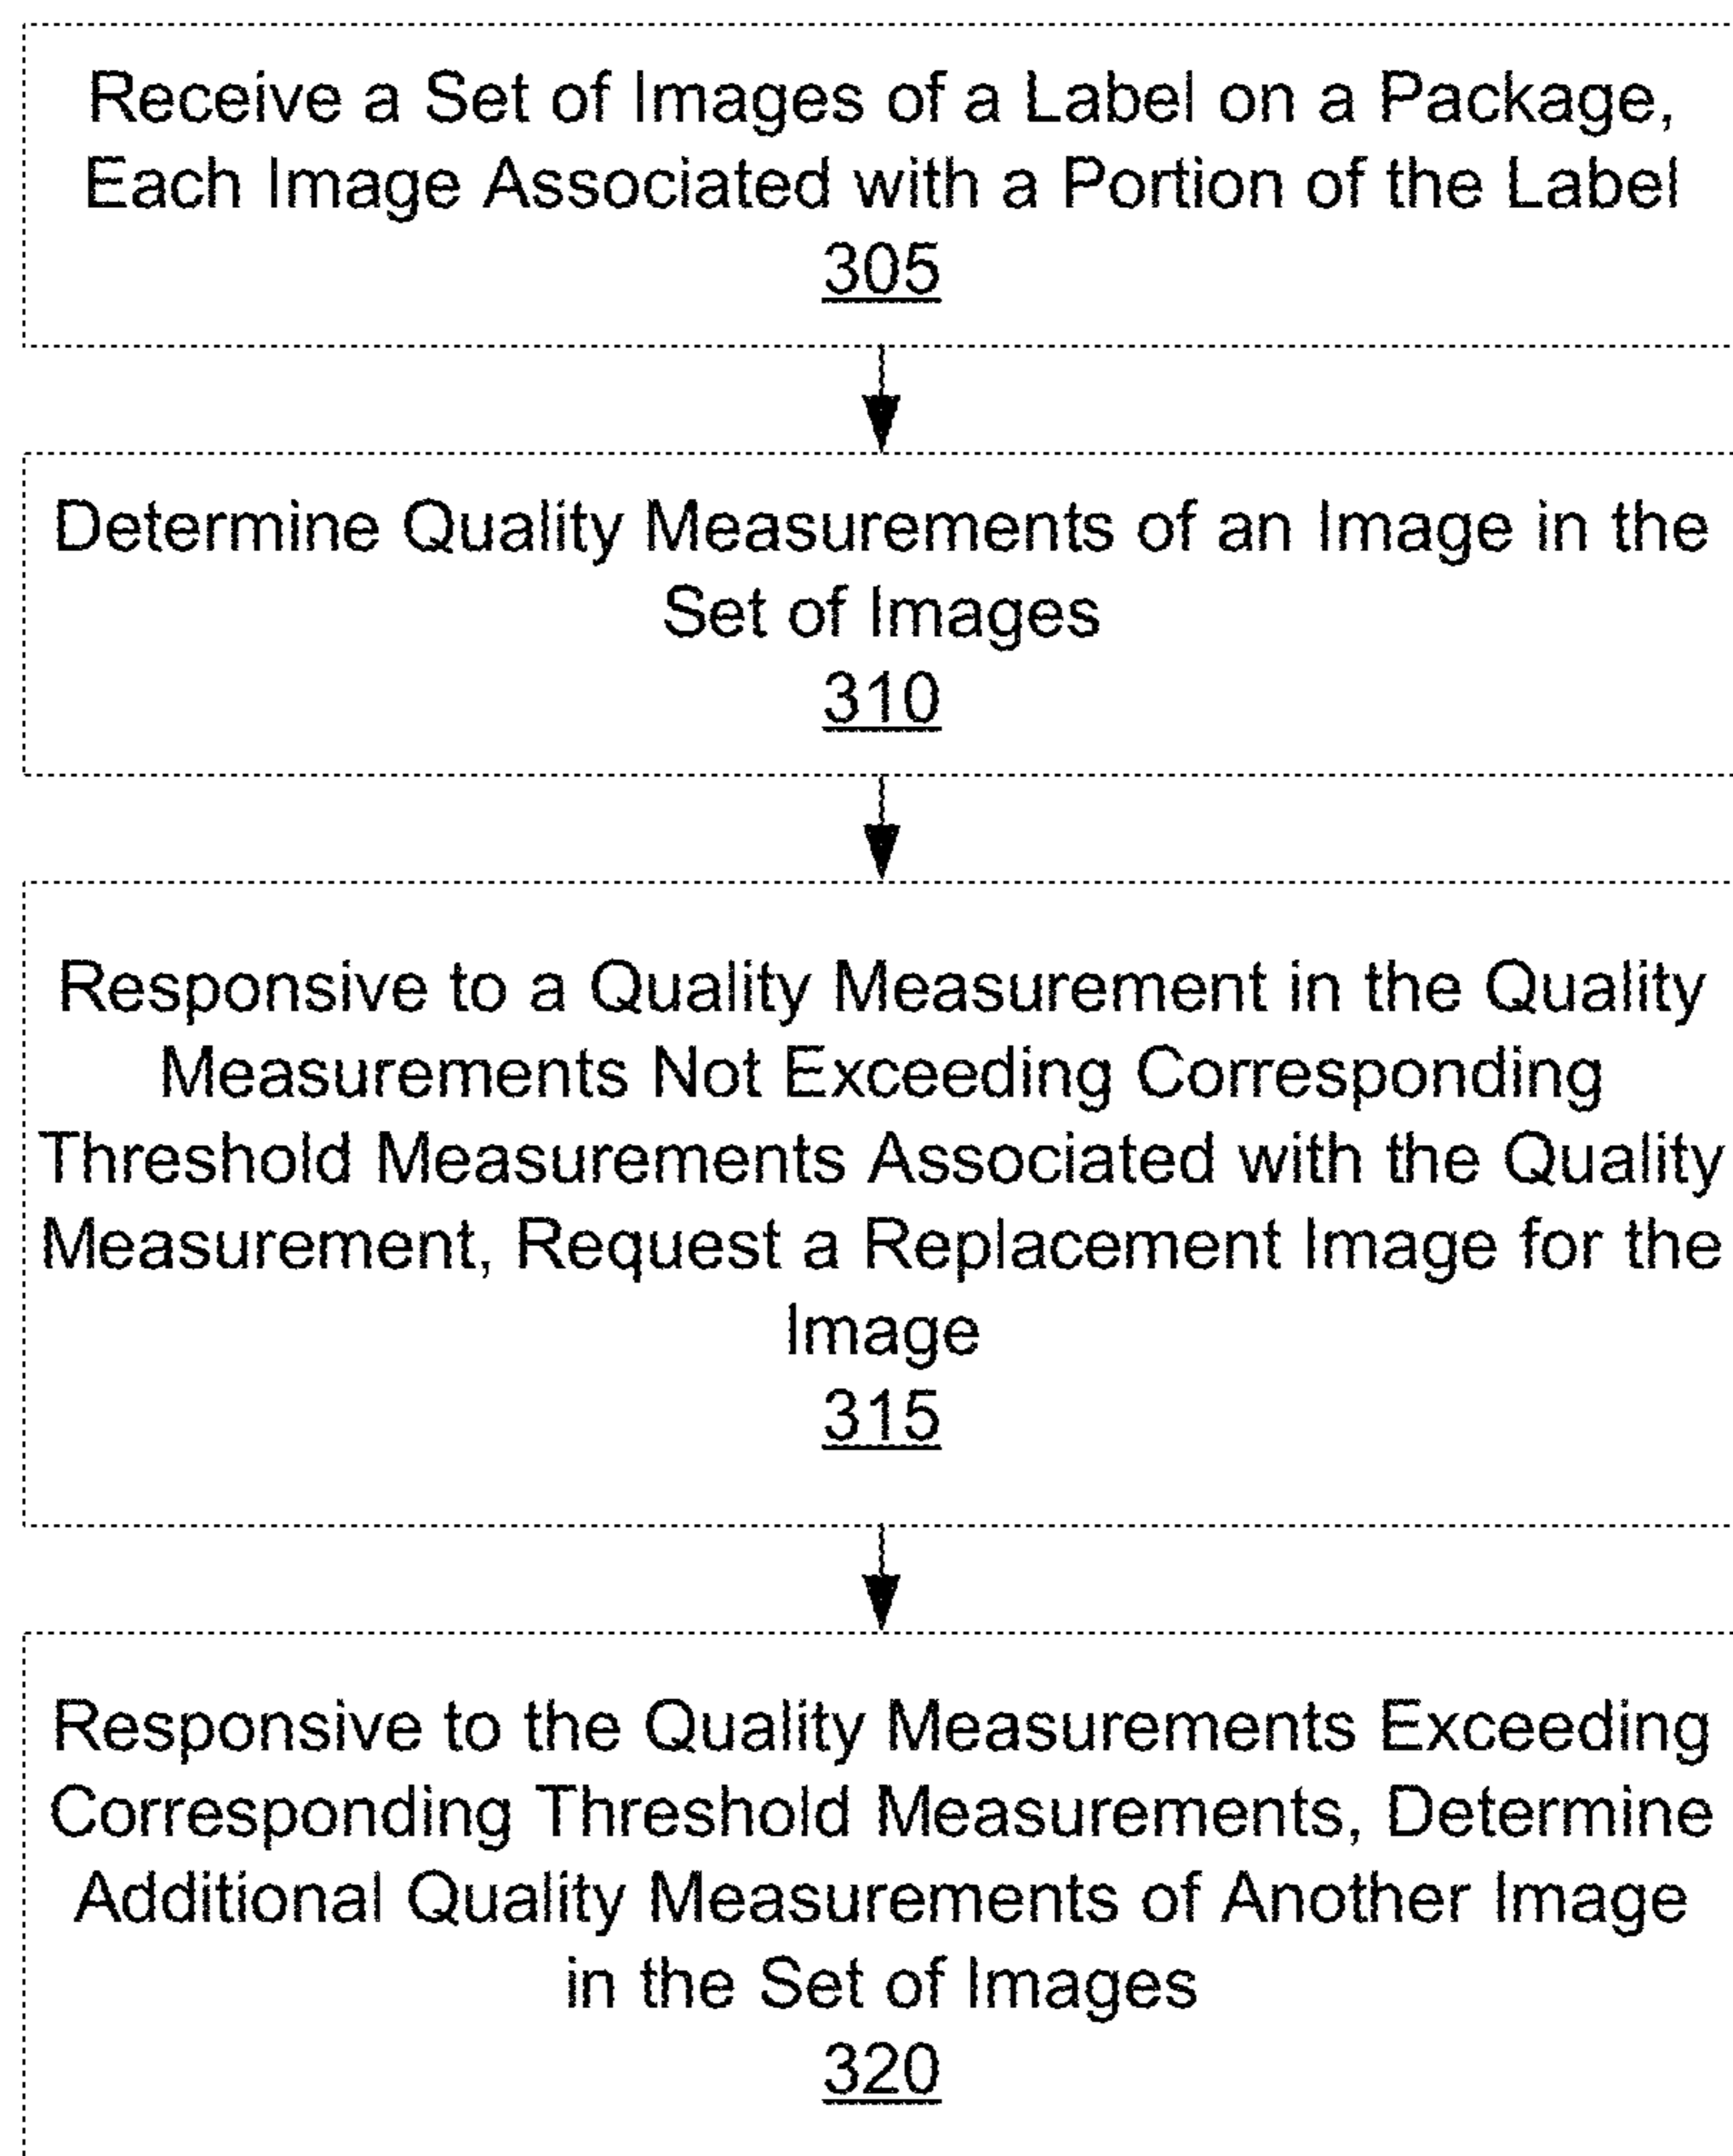 Receive a Set of Images of a Label on a Package,
Each Image Associated with a Portion of the Label
305
Determine Quality Measurements of an Image in the
Set of Images
310
Responsive to a Quality Measurement in the Quality
Measurements Not Exceeding Corresponding
Threshold Measurements Associated with the Quality
Measurement, Request a Replacement Image for the
Image
315
Responsive to the Quality Measurements Exceeding
Corresponding Threshold Measurements, Determine
Additional Quality Measurements of Another Image
in the Set of Images
320